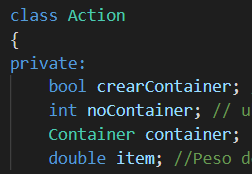 class Action
{
private:
bool crearContainer;
int noContainer; // u
Container container;
double item; //Peso d